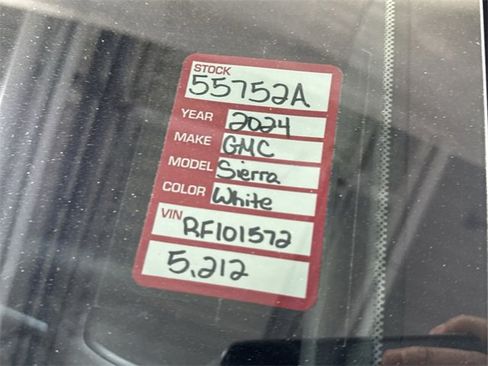 STOCK
55752A
YEAR 2024
MAKE GMC
MODEL Sierra
COLOR White
VIN
RF101572
5,212